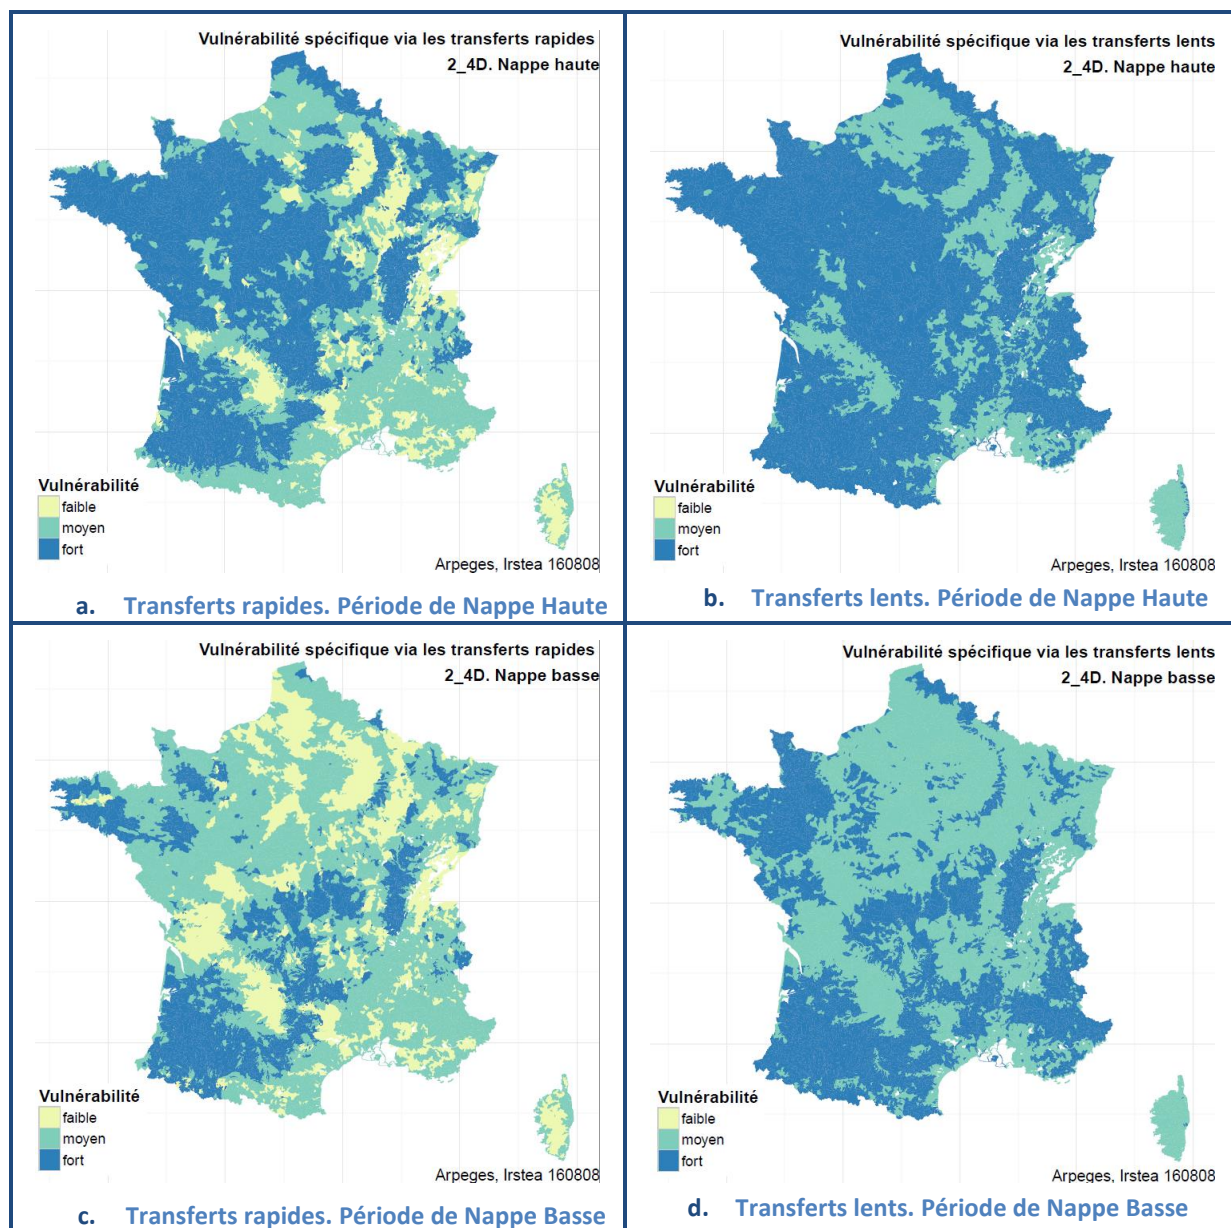 Vulnérabilité spécifique via les transferts rapides
2_4D. Nappe haute
Vulnérabilité
faible
moyen
fort
Arpeges, Irstea 160808
a. Transferts rapides. Période de Nappe Haute
Vulnérabilité spécifique via les transferts lents
2_4D. Nappe haute
Vulnérabilité
faible
moyen
fort
Arpeges, Irstea 160808
b. Transferts lents. Période de Nappe Haute
Vulnérabilité spécifique via les transferts rapides
2_4D. Nappe basse
Vulnérabilité
faible
moyen
fort
Arpeges, Irstea 160808
c. Transferts rapides. Période de Nappe Basse
Vulnérabilité spécifique via les transferts lents
2_4D. Nappe basse
Vulnérabilité
faible
moyen
fort
Arpeges, Irstea 160808
d. Transferts lents. Période de Nappe Basse